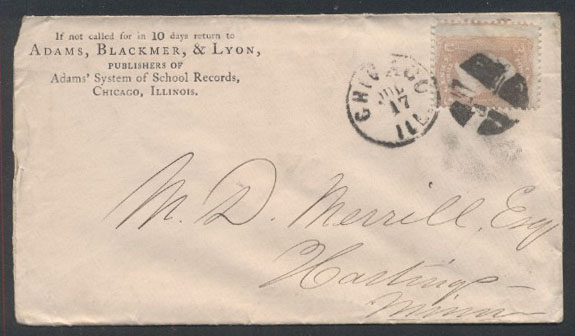 If not called for in 10 days return to
ADAMS, BLACKMER, & LYON,
PUBLISHERS OF
Adams' System of School Records,
CHICAGO, ILLINOIS.
CHICAGO
JUL
17
ILL.
M. D. Merrill, Esq
Hastings
Minn